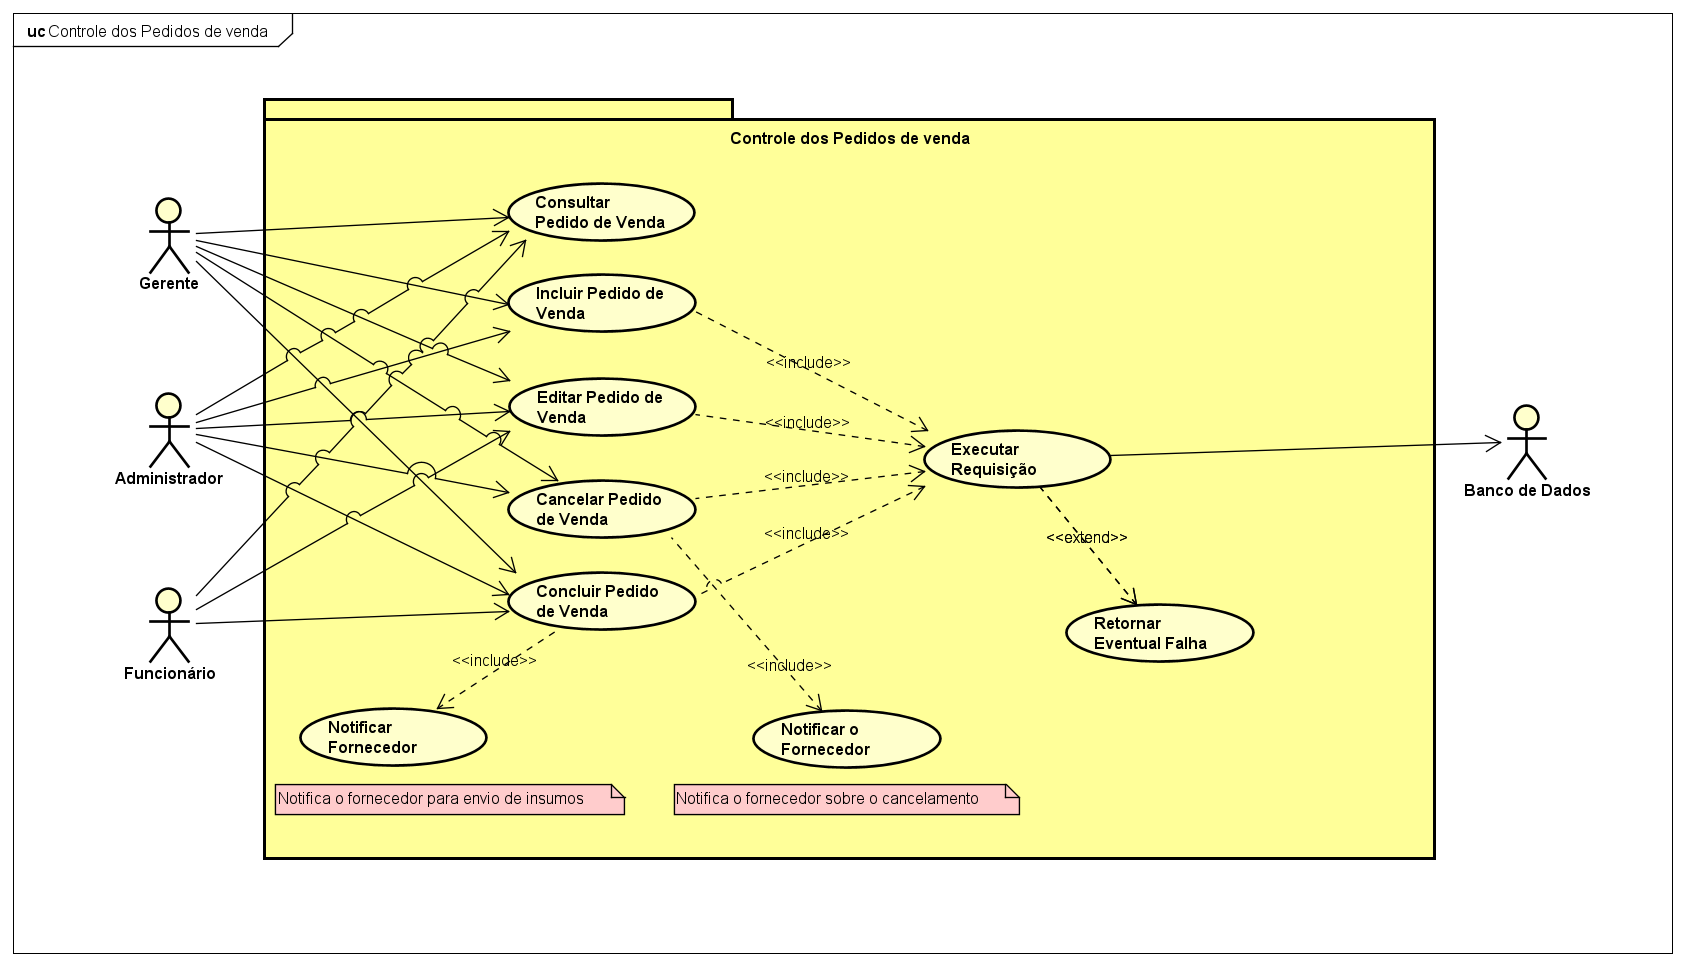 uc Controle dos Pedidos de venda
Controle dos Pedidos de venda
Consultar
Pedido de Venda
Gerente
Incluir Pedido de
Venda
<<include>>
Editar Pedido de
Venda
<<include>>
Administrador
Executar
Requisição
<<include>>
Banco de Dados
Cancelar Pedido
de Venda
<<include>>
<<extend>>
Concluir Pedido
de Venda
Retornar
Eventual Falha
<<include>>
<<include>>
Funcionário
Notificar
Fornecedor
Notificar o
Fornecedor
Notifica o fornecedor para envio de insumos
Notifica o fornecedor sobre o cancelamento